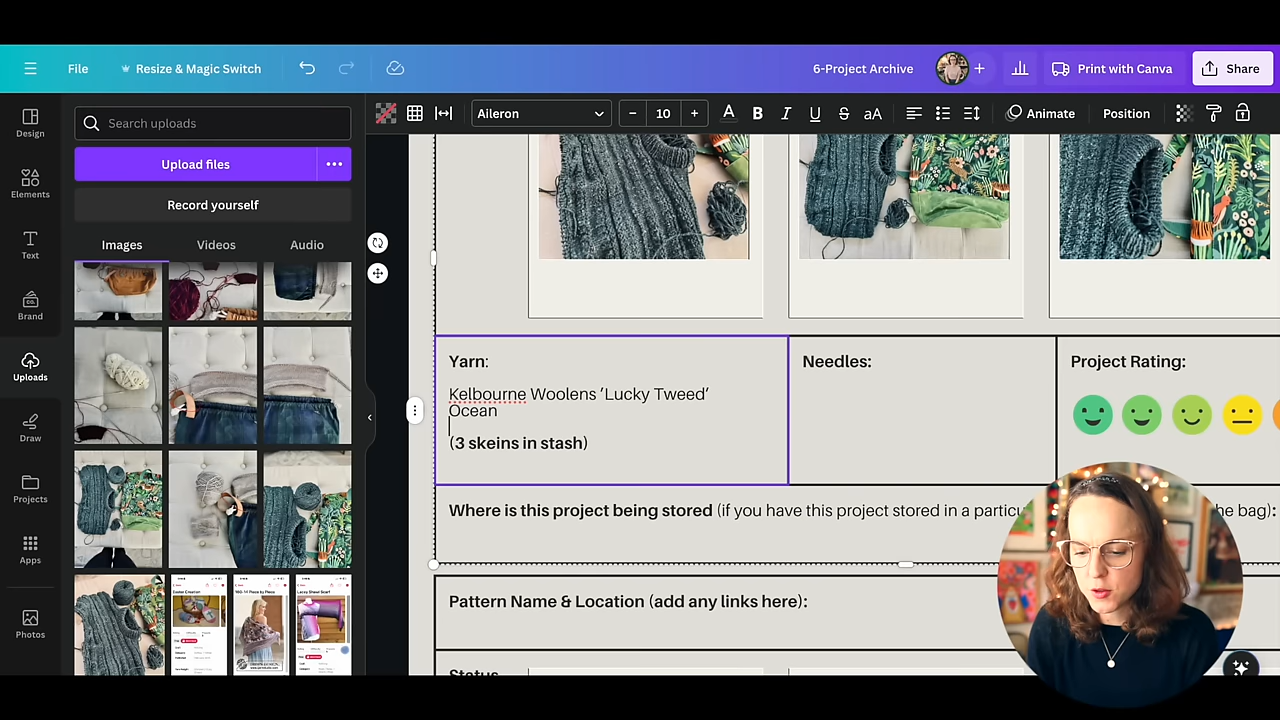 File
Resize & Magic Switch
6-Project Archive
Print with Canva
Share
Design
Elements
Text
Brand
Uploads
Draw
Projects
Apps
Photos
Search uploads
Upload files
Record yourself
Images
Videos
Audio
Aileron
10
A
B
I
U
S
aA
Animate
Position
Yarn:
Kelbourne Woolens ‘Lucky Tweed’
Ocean
(3 skeins in stash)
Needles:
Project Rating:
Where is this project being stored (if you have this project stored in a particu
he bag):
Pattern Name & Location (add any links here):
Status